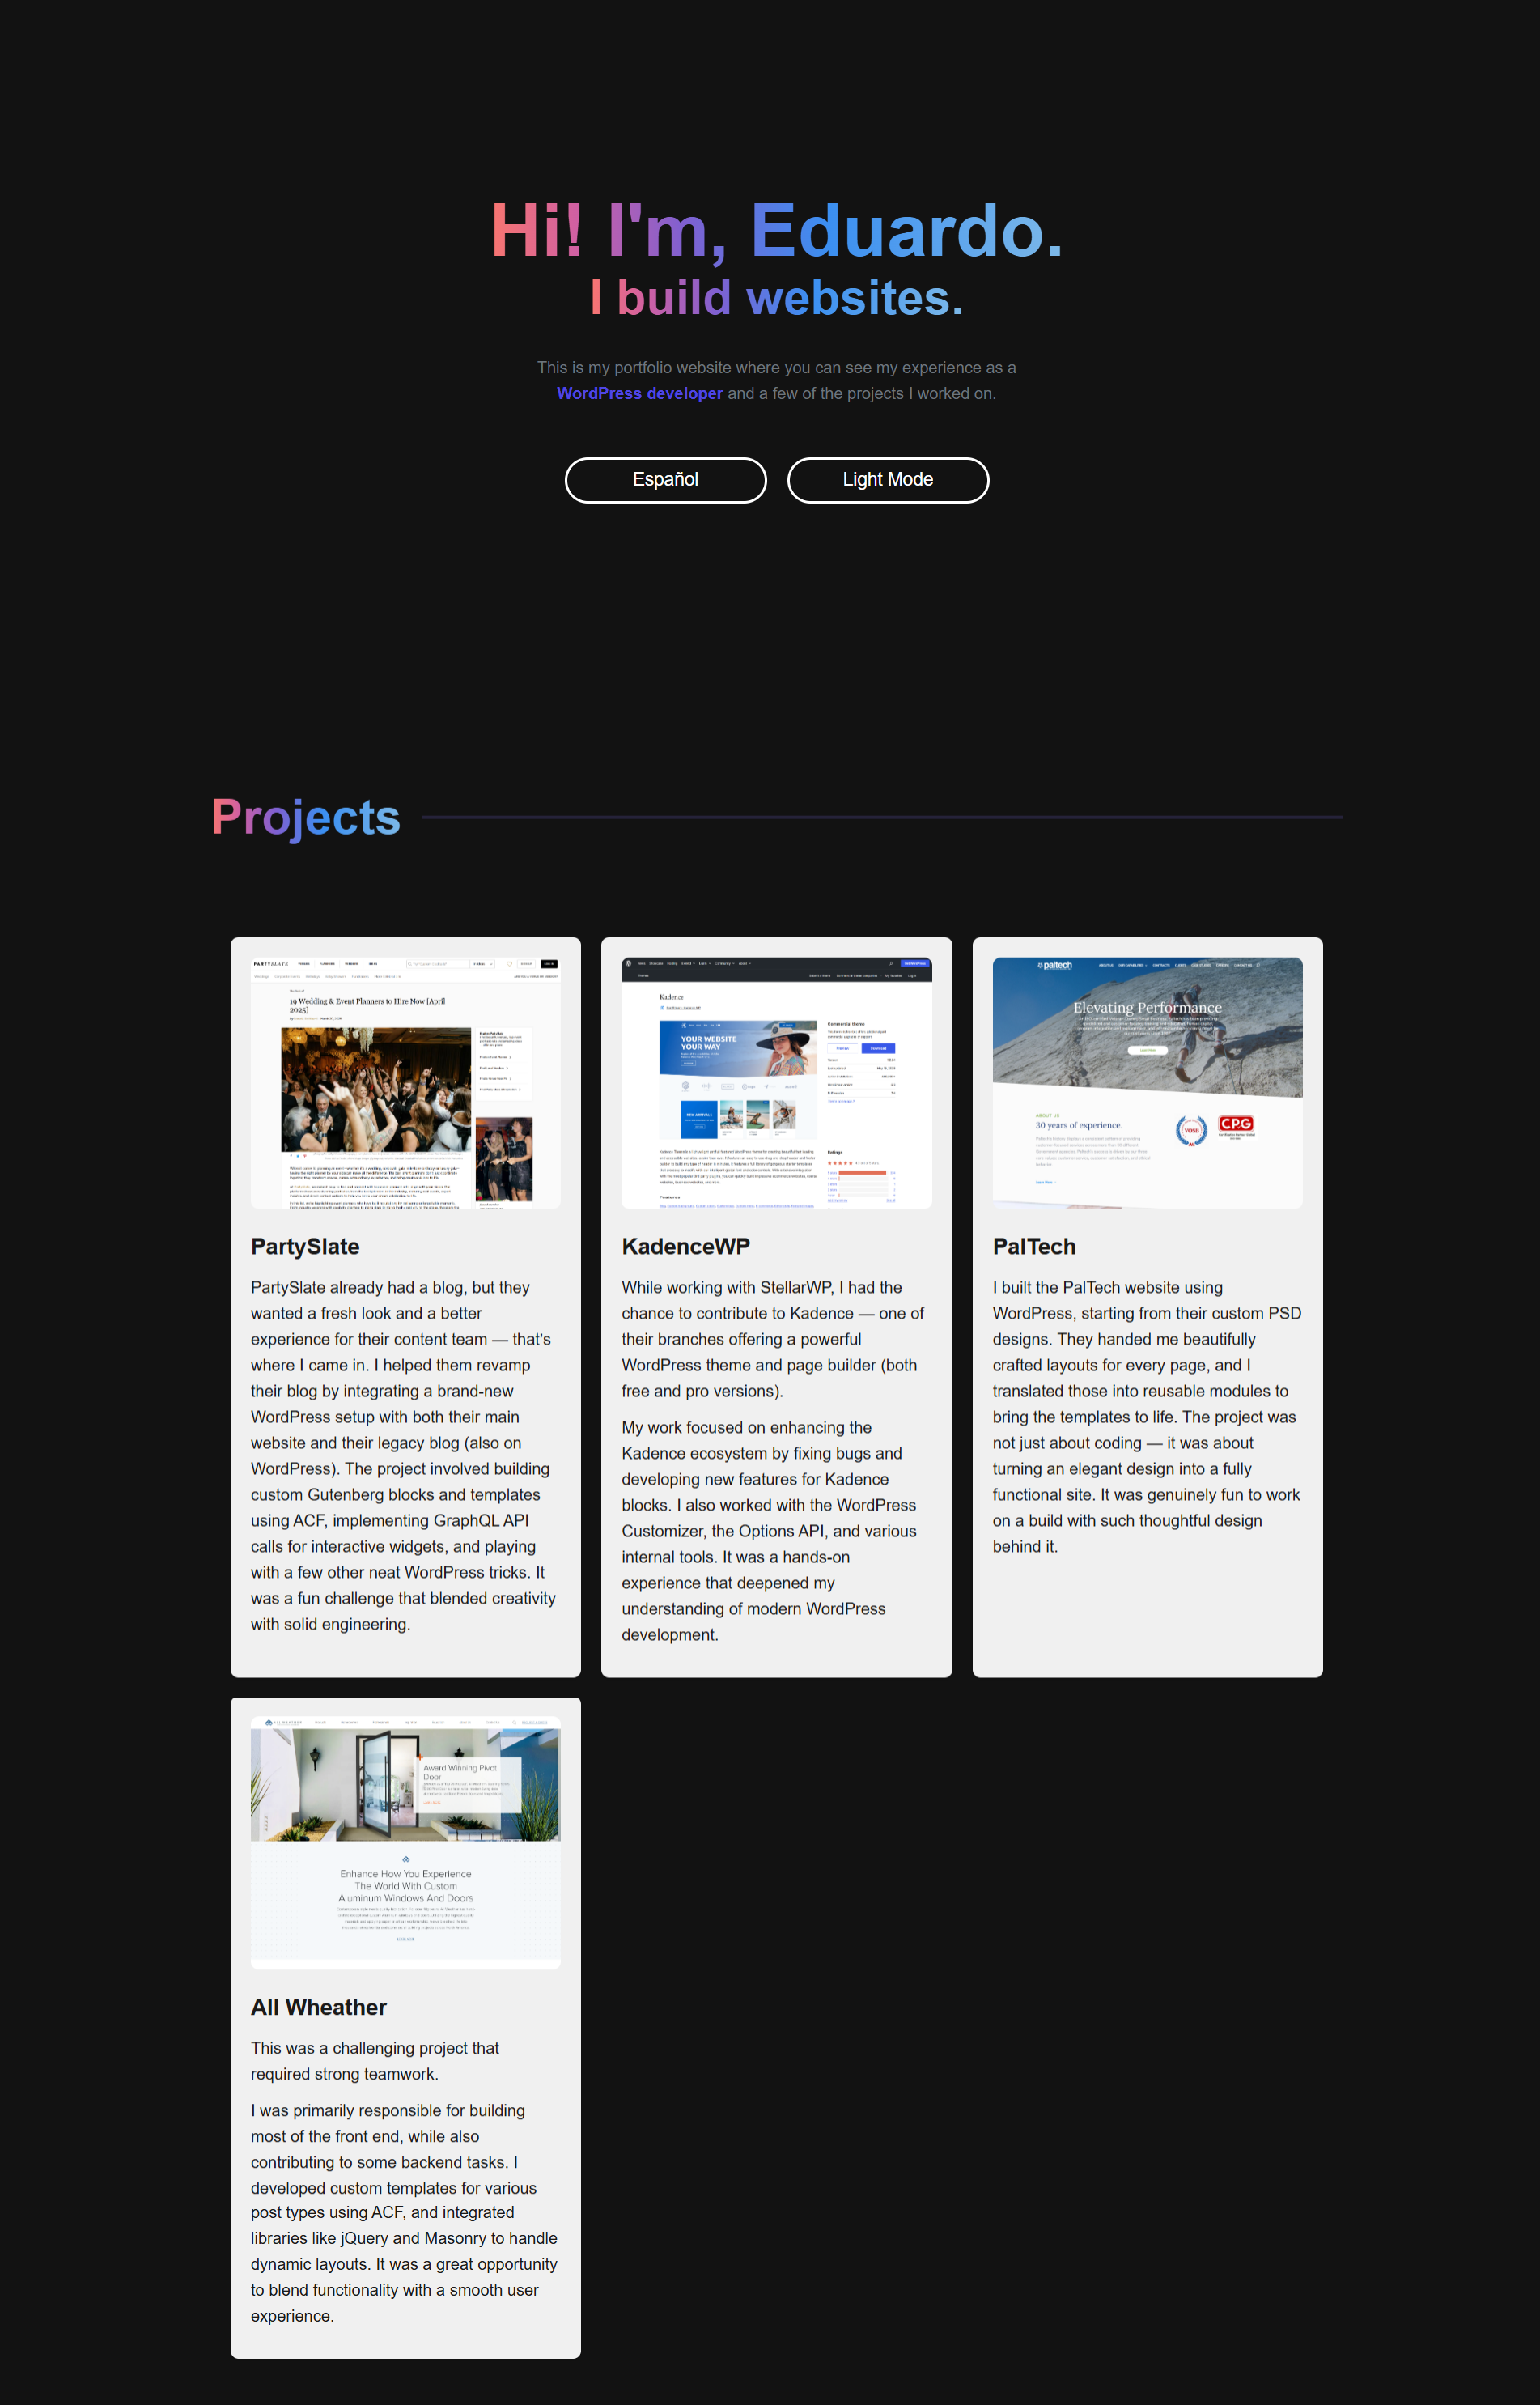 Hi! I'm, Eduardo.
I build websites.
This is my portfolio website where you can see my experience as a
WordPress developer and a few of the projects I worked on.
Español
Light Mode
Projects
PARTYSLATE
19 Wedding & Event Planners to Hire Now [April
2025]
PartySlate
PartySlate already had a blog, but they
wanted a fresh look and a better
experience for their content team — that's
where I came in. I helped them revamp
their blog by integrating a brand-new
WordPress setup with both their main
website and their legacy blog (also on
WordPress). The project involved building
custom Gutenberg blocks and templates
using ACF, implementing GraphQL API
calls for interactive widgets, and playing
with a few other neat WordPress tricks. It
was a fun challenge that blended creativity
with solid engineering.
Kadence
YOUR WEBSITE
YOUR WAY
Commercial theme
Preview
Download
Ratings
KadenceWP
While working with StellarWP, I had the
chance to contribute to Kadence — one of
their branches offering a powerful
WordPress theme and page builder (both
free and pro versions).
My work focused on enhancing the
Kadence ecosystem by fixing bugs and
developing new features for Kadence
blocks. I also worked with the WordPress
Customizer, the Options API, and various
internal tools. It was a hands-on
experience that deepened my
understanding of modern WordPress
development.
paltech
Elevating Performance
Learn More
ABOUT US
30 years of experience.
VOSB
CPG
PalTech
I built the PalTech website using
WordPress, starting from their custom PSD
designs. They handed me beautifully
crafted layouts for every page, and I
translated those into reusable modules to
bring the templates to life. The project was
not just about coding — it was about
turning an elegant design into a fully
functional site. It was genuinely fun to work
on a build with such thoughtful design
behind it.
Award Winning Pivot
Door
Enhance How You Experience
The World With Custom
Aluminum Windows And Doors
All Wheather
This was a challenging project that
required strong teamwork.
I was primarily responsible for building
most of the front end, while also
contributing to some backend tasks. I
developed custom templates for various
post types using ACF, and integrated
libraries like jQuery and Masonry to handle
dynamic layouts. It was a great opportunity
to blend functionality with a smooth user
experience.